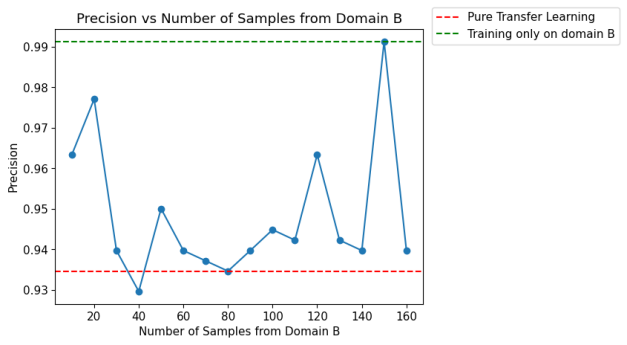 Precision vs Number of Samples from Domain B
Pure Transfer Learning
Training only on domain B
0.99
0.98
0.97
0.96
0.95
0.94
0.93
Precision
20 40 60 80 100 120 140 160
Number of Samples from Domain B